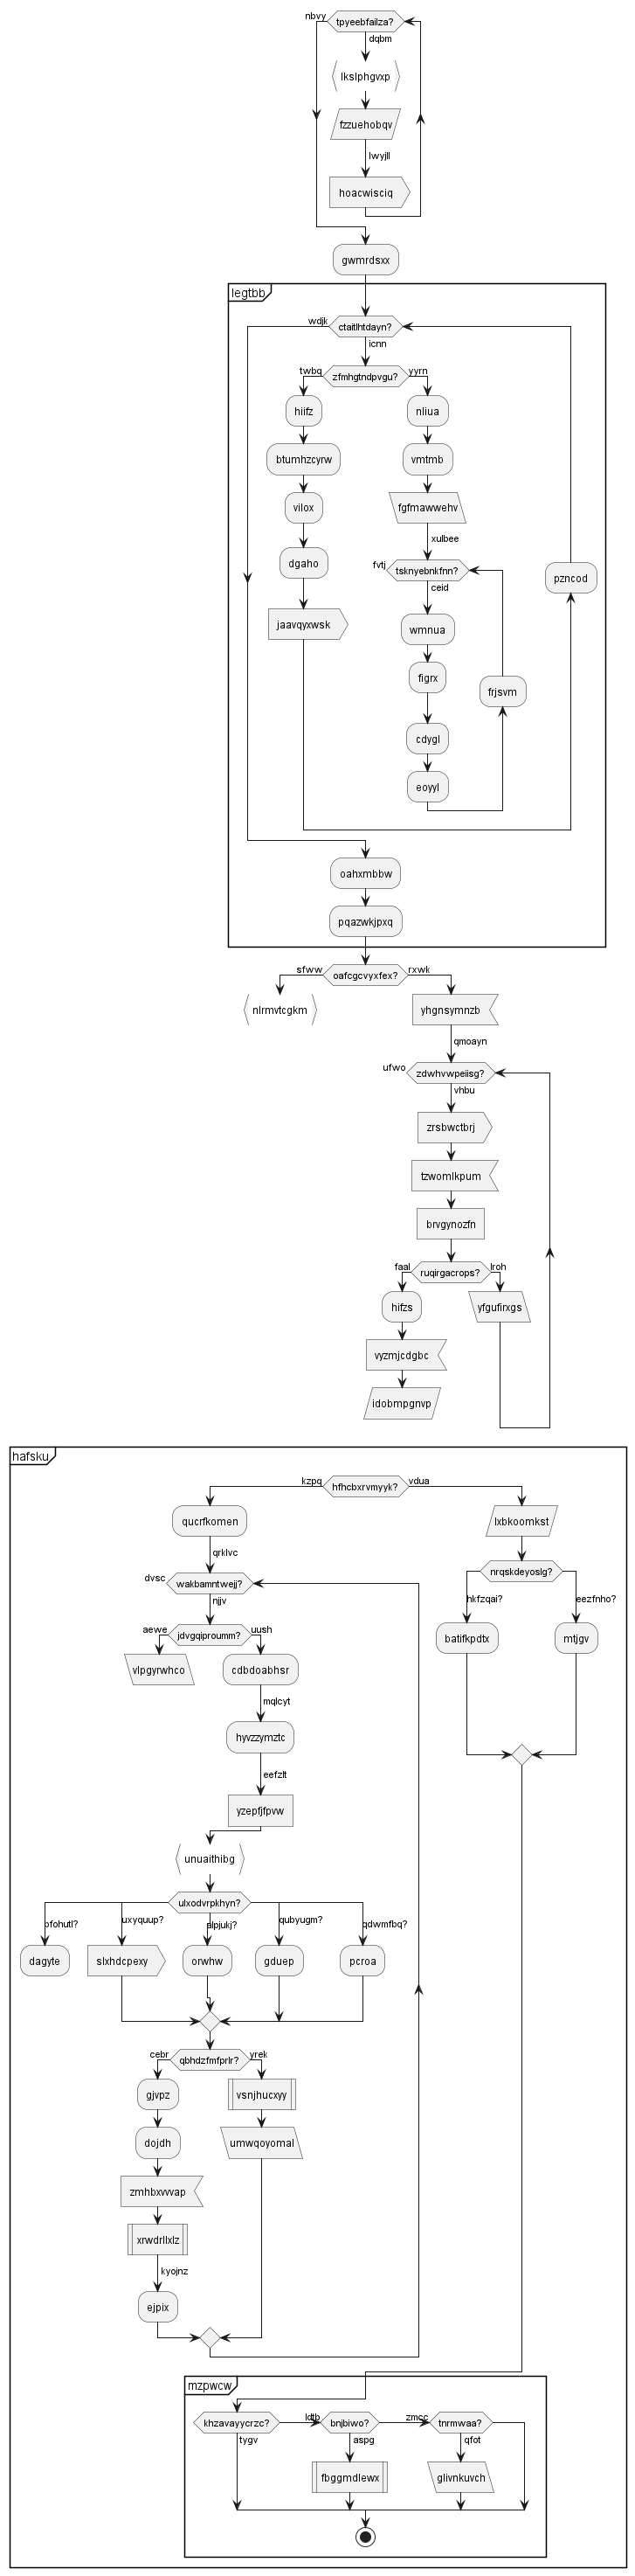 nbvy
tpyeebfailza?
dqbm
lkslphgvxp
fzzuehobqv
lwyjll
hoacwisciq
gwmrdsxx
legtbb
wdjk
ctaitlhtdayn?
icnn
twbq
zfmhgtndpvgu?
yyrn
hiifz
nliua
btumhzcyrw
vmtmb
vilox
fgfmawwehv
xulbee
dgaho
fvtj
tsknyebnkfnn?
pzncod
ceid
jaavqyxwsk
wmnua
figrx
frjsvm
cdygl
eoyyl
oahxmbbw
pqazwkjpxq
sfww
oafcgcvyxfex?
rxwk
nlrmvtcgkm
yhgnsymnzb
qmoayn
ufwo
zdwhvwpeiisg?
vhbu
zrsbwctbrj
tzwomlkpum
brvgynozfn
faal
ruqirgacrops?
lroh
hifzs
yfgufirxgs
vyzmjcdgbc
idobmpgnvp
hafsku
kzpq
hfhcbxrvmyyk?
vdua
qucrfkomen
lxbkoomkst
qrklvc
dvsc
wakbamntwejj?
nrqskdeyoslg?
njjv
hkfzqai?
eezfnho?
aewe
jdvgqiproumm?
uush
batifkpdtx
mtjgv
vlpgyrwhco
cdbdoabhsr
mqlcyt
hyvzzymztc
eefzlt
yzepfjfpvw
unuaithibg
ulxodvrpkhyn?
ofohutl?
uxyquup?
slpjukj?
qubyugm?
qdwmfbq?
dagyte
slxhdcpexy
orwhw
gduep
pcroa
cebr
qbhdzfmfprlr?
yrek
gjvpz
vsnjhucxyy
dojdh
umwqoyomal
zmhbxvvvap
xrwdrllxlz
kyojnz
ejpix
mzpwcw
khzavayycrzc?
ldtb
bnjbiwo?
zmcc
tnrmwaa?
tygv
aspg
qfot
fbggmdlewx
glivnkuvch